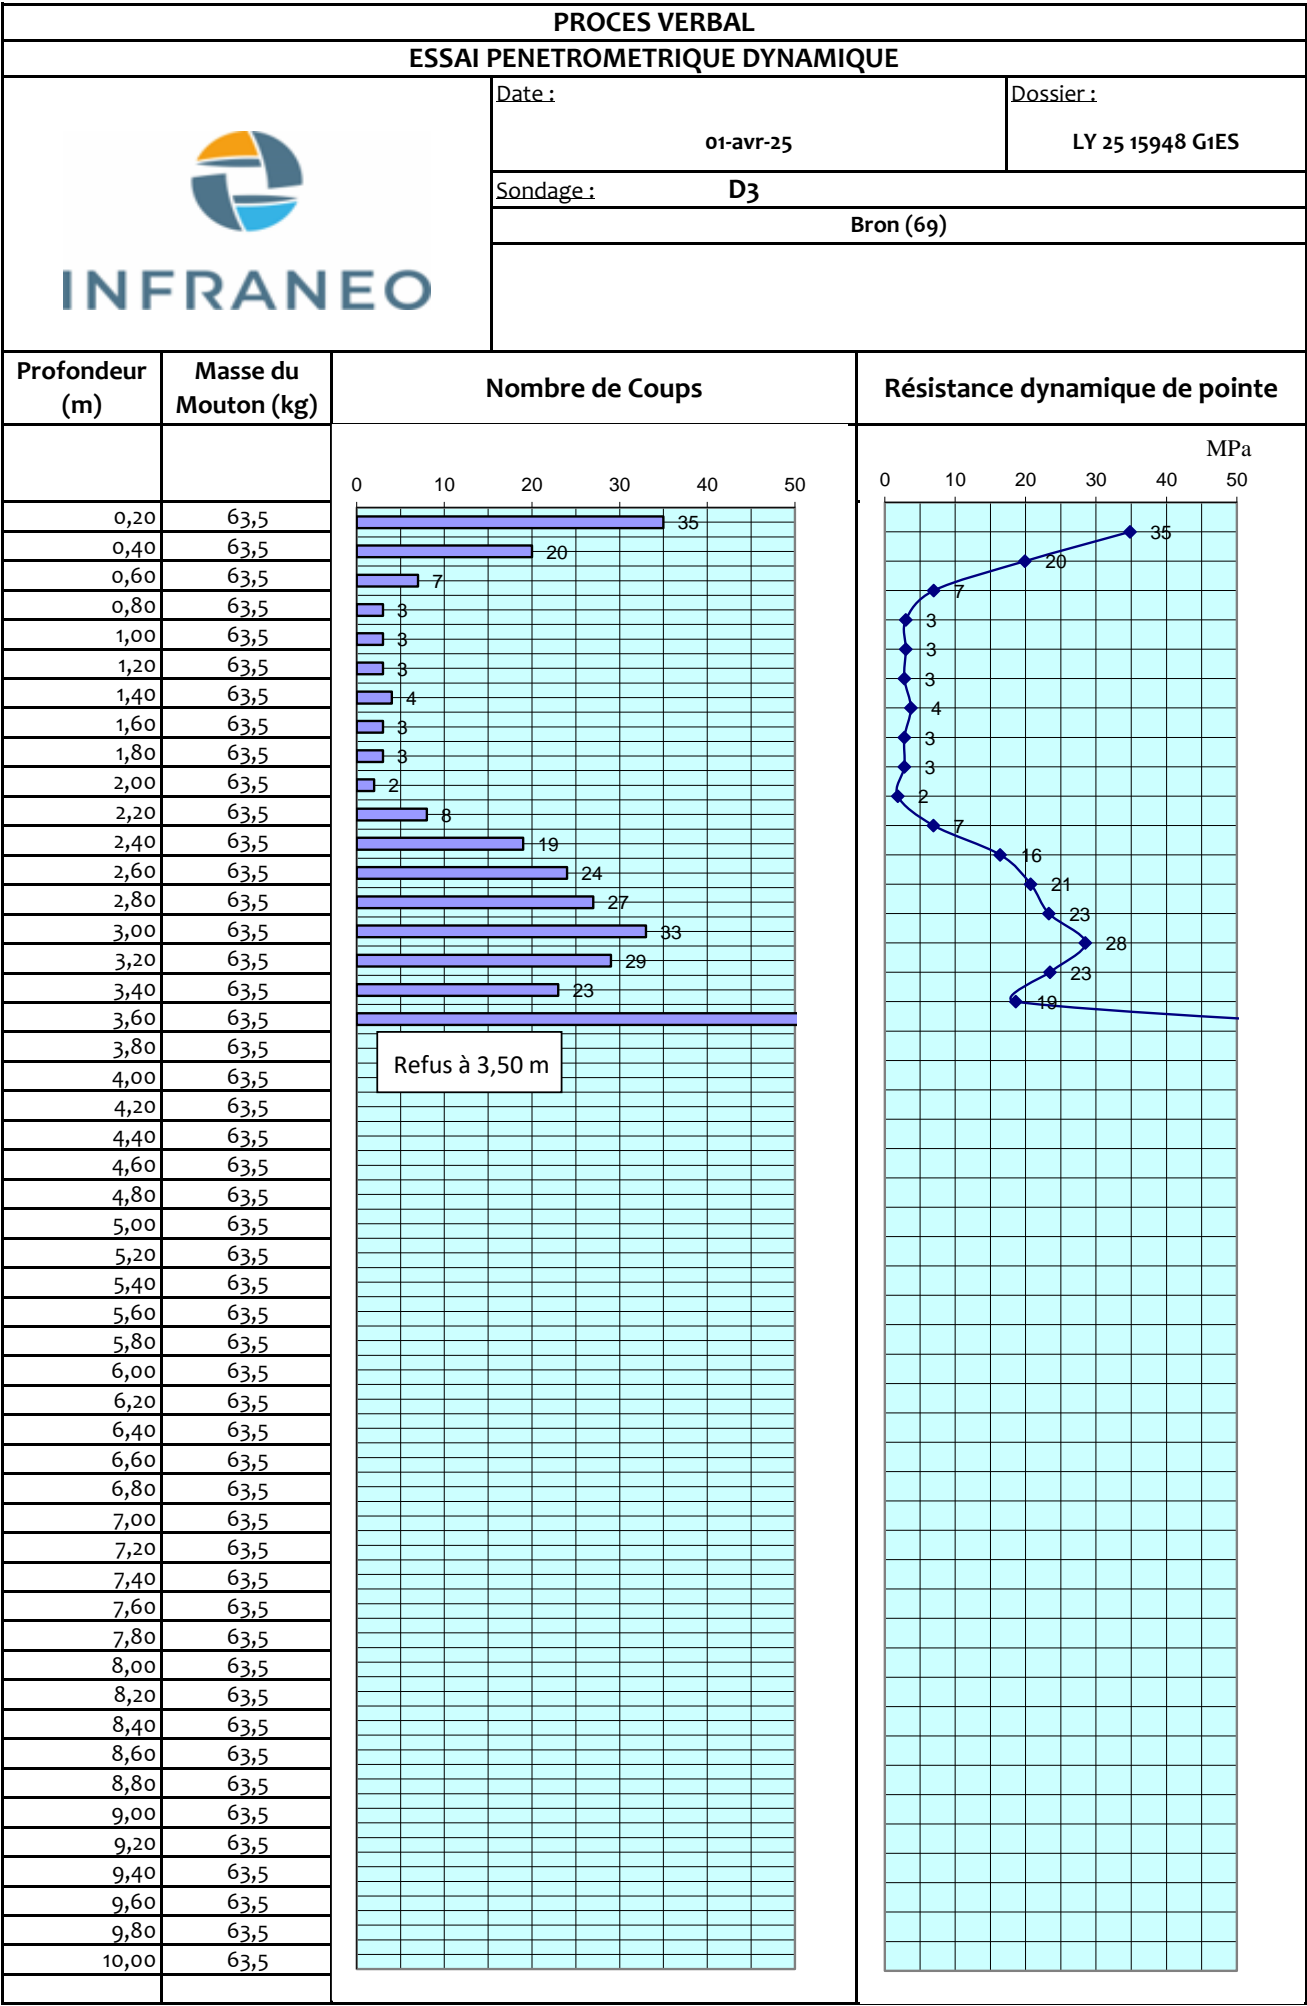 PROCES VERBAL
ESSAI PENETROMETRIQUE DYNAMIQUE
Date :
Dossier :
01-avr-25
LY 25 15948 G1ES
Sondage : D3
Bron (69)
INFRANEO
Profondeur (m)
Masse du Mouton (kg)
Nombre de Coups
Résistance dynamique de pointe
MPa
0 10 20 30 40 50
0 10 20 30 40 50
0,20 63,5 35 35
0,40 63,5 20 20
0,60 63,5 7 7
0,80 63,5 3 3
1,00 63,5 3 3
1,20 63,5 3 3
1,40 63,5 4 4
1,60 63,5 3 3
1,80 63,5 3 3
2,00 63,5 2 2
2,20 63,5 8 7
2,40 63,5 19 16
2,60 63,5 24 21
2,80 63,5 27 23
3,00 63,5 33 28
3,20 63,5 29 23
3,40 63,5 23 19
3,60 63,5
3,80 63,5
Refus à 3,50 m
4,00 63,5
4,20 63,5
4,40 63,5
4,60 63,5
4,80 63,5
5,00 63,5
5,20 63,5
5,40 63,5
5,60 63,5
5,80 63,5
6,00 63,5
6,20 63,5
6,40 63,5
6,60 63,5
6,80 63,5
7,00 63,5
7,20 63,5
7,40 63,5
7,60 63,5
7,80 63,5
8,00 63,5
8,20 63,5
8,40 63,5
8,60 63,5
8,80 63,5
9,00 63,5
9,20 63,5
9,40 63,5
9,60 63,5
9,80 63,5
10,00 63,5